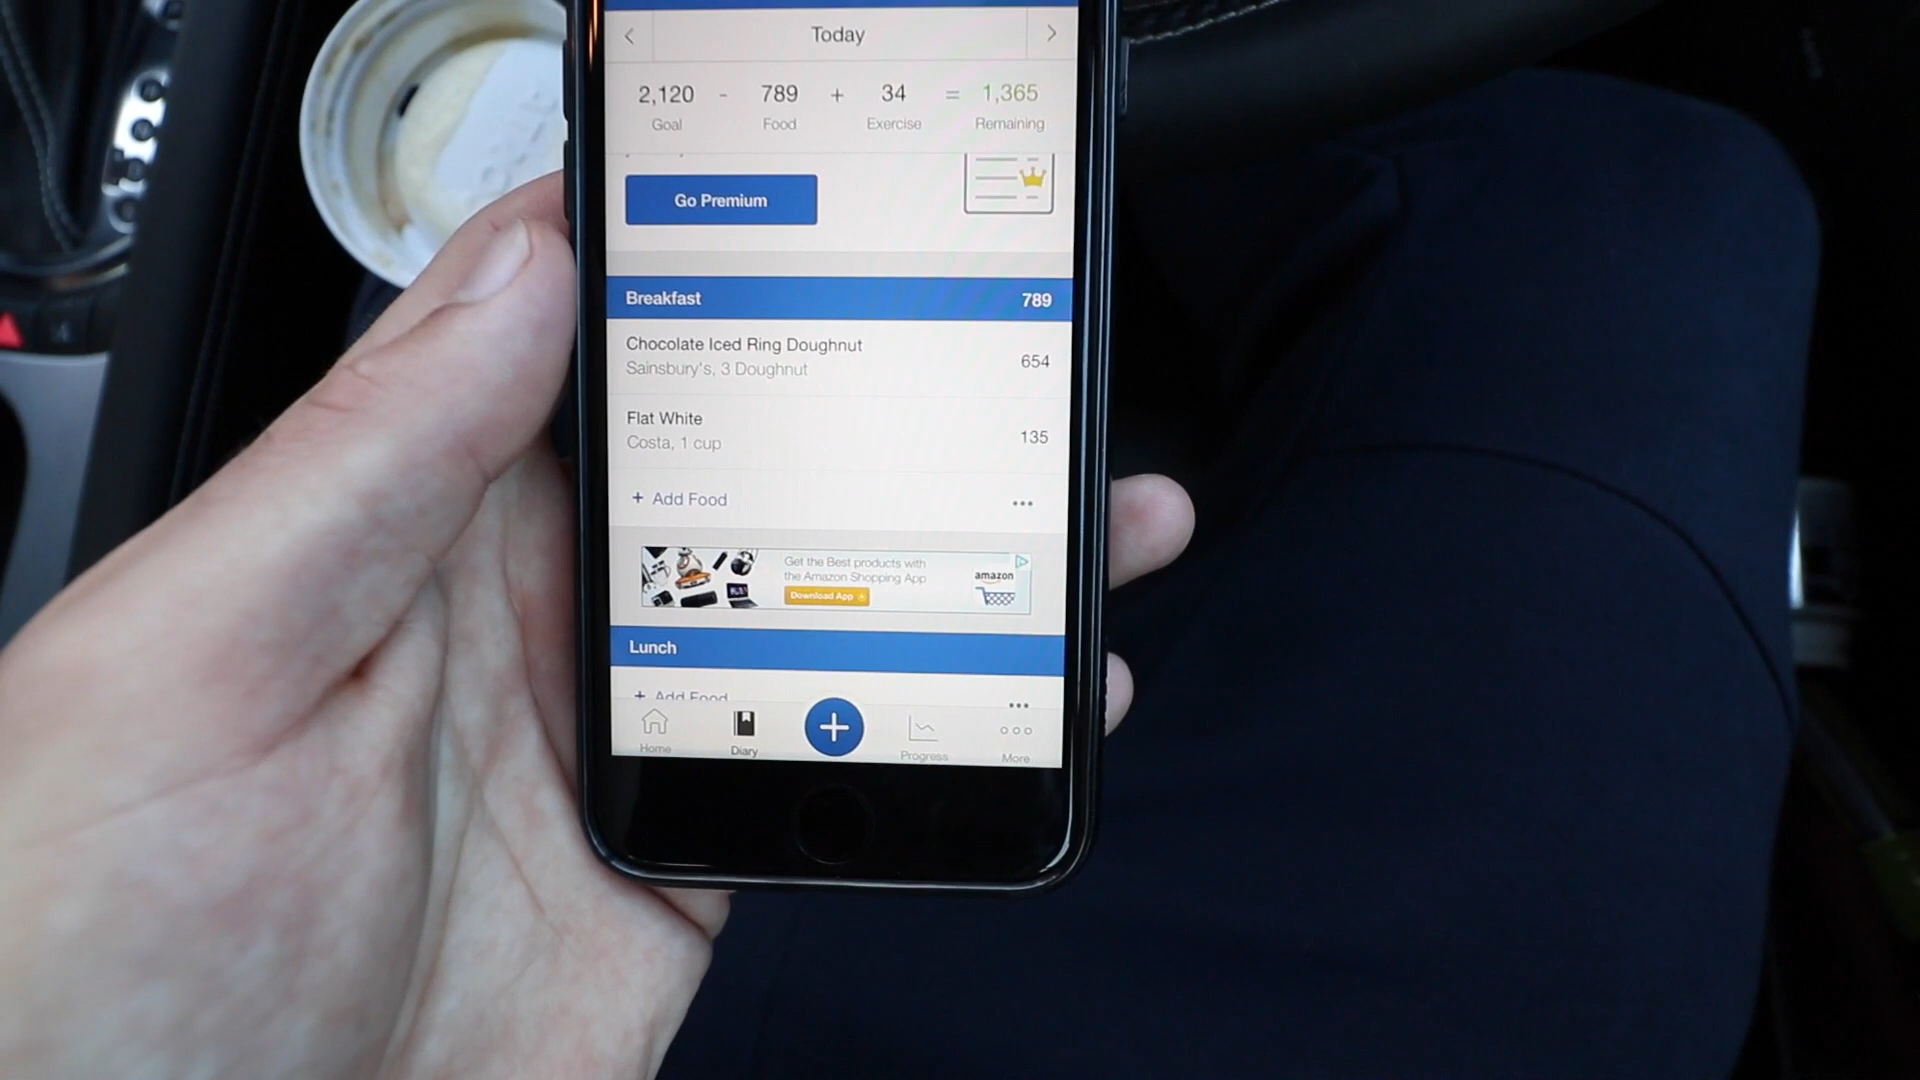 Today
2,120 - 789 + 34 = 1,365
Goal Food Exercise Remaining
Go Premium
Breakfast 789
Chocolate Iced Ring Doughnut 654
Sainsbury's, 3 Doughnut
Flat White 135
Costa, 1 cup
+ Add Food
Get the Best products with
the Amazon Shopping App
Download App
amazon
Lunch
+ Add Food
Home Diary Progress More